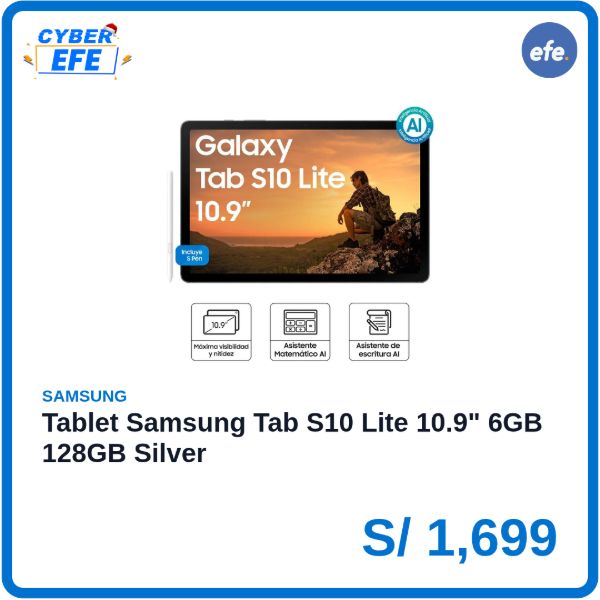 CYBER
EFE
efe.
AI
Galaxy
Tab S10 Lite
10.9"
Incluye
S Pen
10.9"
Máxima visibilidad
y nitidez
Asistente
Matemático AI
Asistente de
escritura AI
SAMSUNG
Tablet Samsung Tab S10 Lite 10.9" 6GB
128GB Silver
S/ 1,699